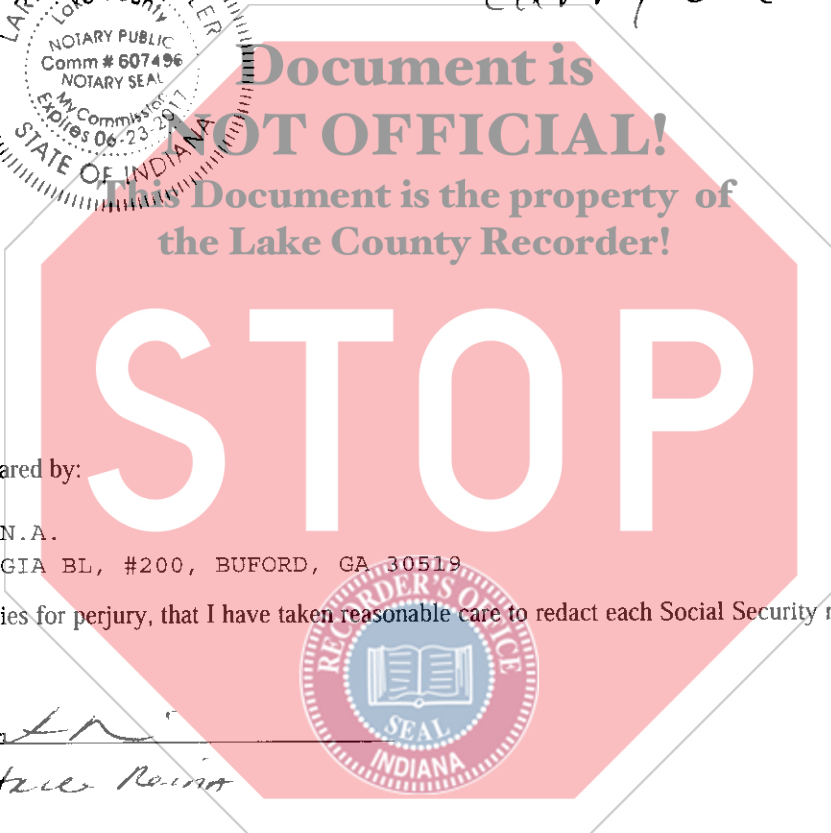 Lake County
NOTARY PUBLIC
Comm # 607496
NOTARY SEAL
My Commission
Expires 06-23-2017
STATE OF INDIANA
Document is
NOT OFFICIAL!
This Document is the property of
the Lake County Recorder!
STOP
ared by:
N.A.
GIA BL, #200, BUFORD, GA 30519
ies for perjury, that I have taken reasonable care to redact each Social Security
RECORDER'S OFFICE
SEAL
INDIANA